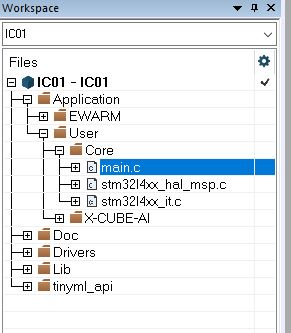 Workspace
IC01
Files
IC01 - IC01
Application
EWARM
User
Core
main.c
stm32l4xx_hal_msp.c
stm32l4xx_it.c
X-CUBE-AI
Doc
Drivers
Lib
tinyml_api